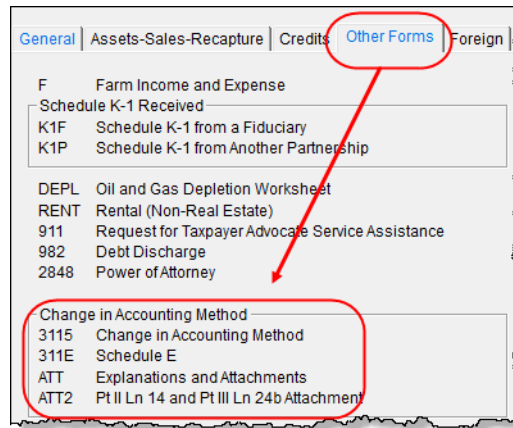 General Assets-Sales-Recapture Credits Other Forms Foreign
F Farm Income and Expense
Schedule K-1 Received
K1F Schedule K-1 from a Fiduciary
K1P Schedule K-1 from Another Partnership
DEPL Oil and Gas Depletion Worksheet
RENT Rental (Non-Real Estate)
911 Request for Taxpayer Advocate Service Assistance
982 Debt Discharge
2848 Power of Attorney
Change in Accounting Method
3115 Change in Accounting Method
311E Schedule E
ATT Explanations and Attachments
ATT2 Pt II Ln 14 and Pt III Ln 24b Attachment